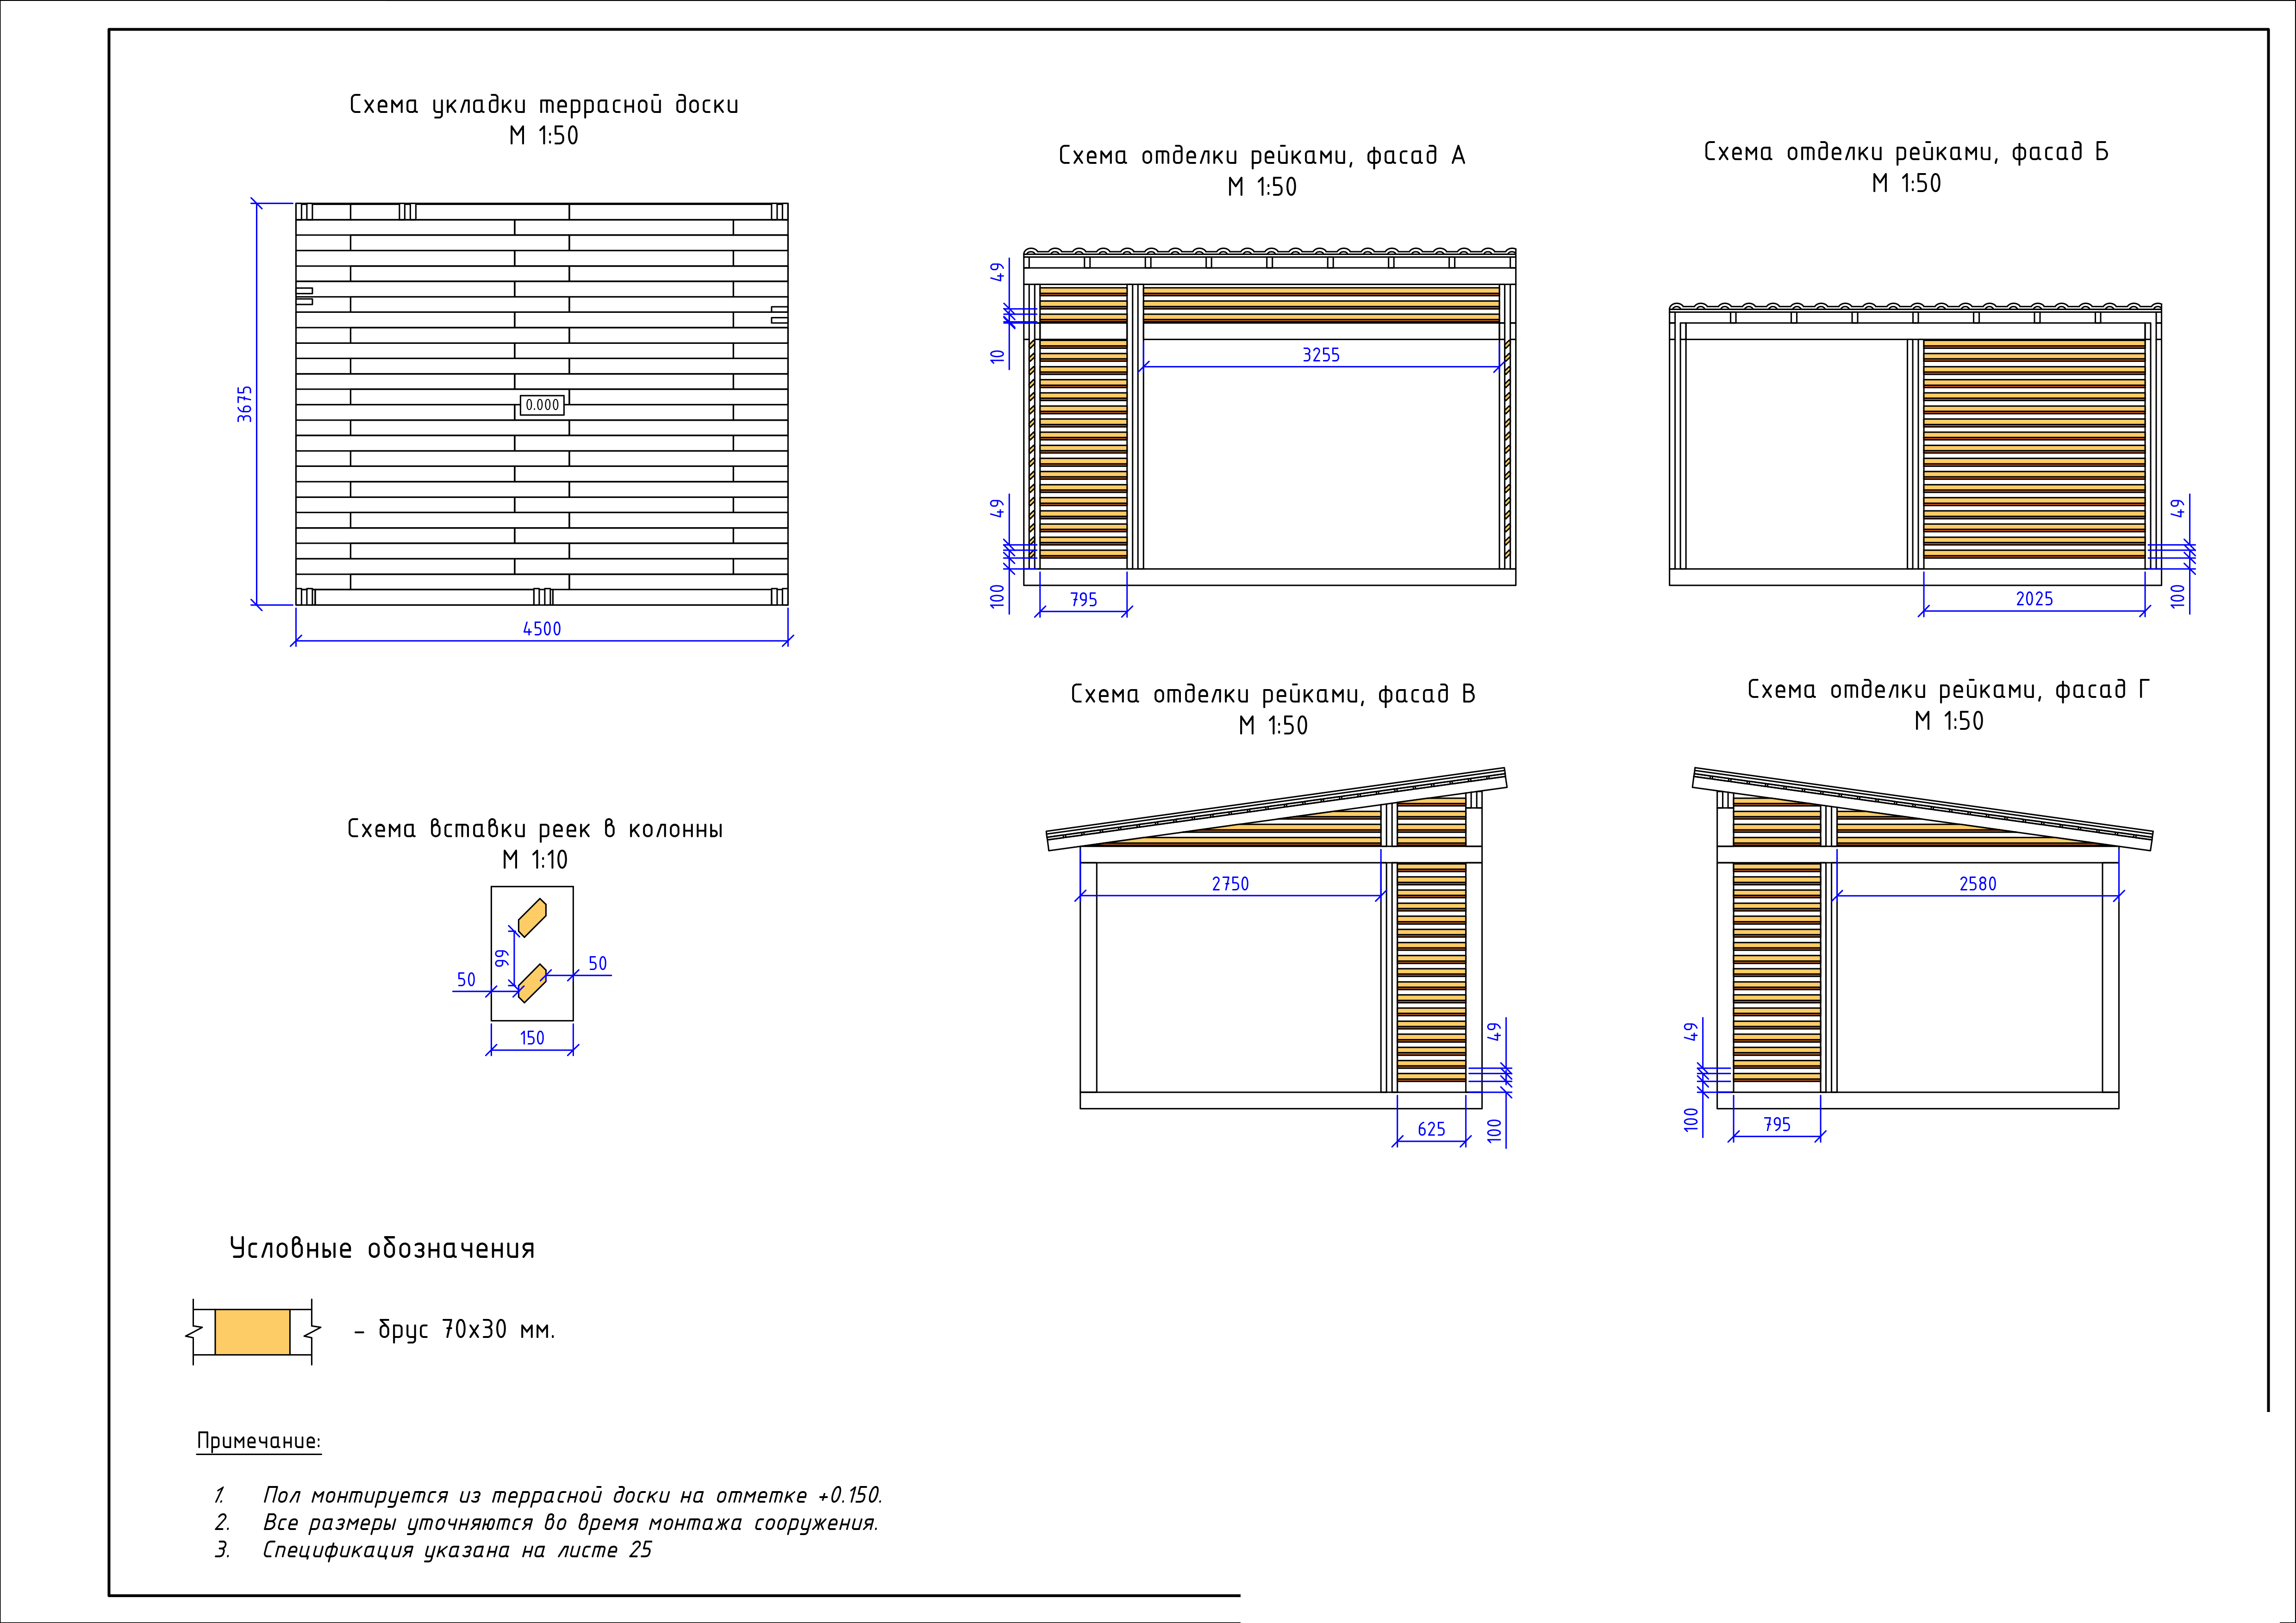 Схема укладки террасной доски
М 1:50
3675
0.000
4500
Схема отделки рейками, фасад А
М 1:50
49
10
3255
49
100
795
Схема отделки рейками, фасад Б
М 1:50
49
100
2025
Схема вставки реек в колонны
М 1:10
99
50
50
150
Схема отделки рейками, фасад В
М 1:50
2750
49
100
625
Схема отделки рейками, фасад Г
М 1:50
2580
49
100
795
Условные обозначения
- брус 70х30 мм.
Примечание:
1. Пол монтируется из террасной доски на отметке +0.150.
2. Все размеры уточняются во время монтажа сооружения.
3. Спецификация указана на листе 25